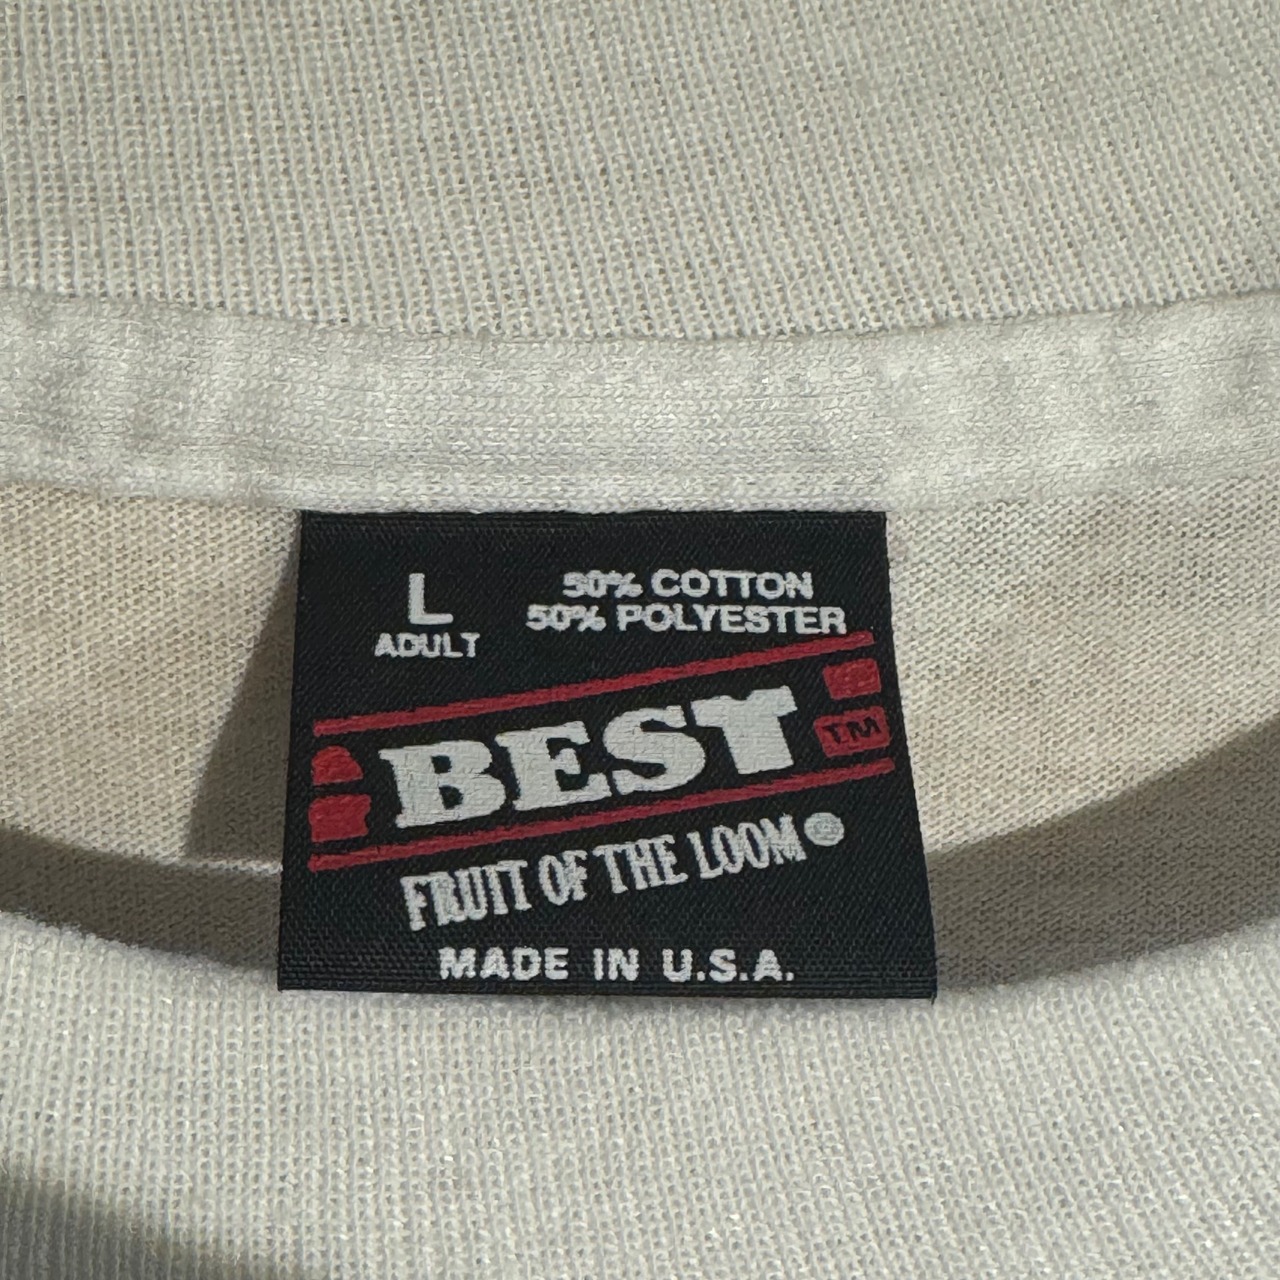 L
ADULT
50% COTTON
50% POLYESTER
BEST
TM
FRUIT OF THE LOOM®
MADE IN U.S.A.